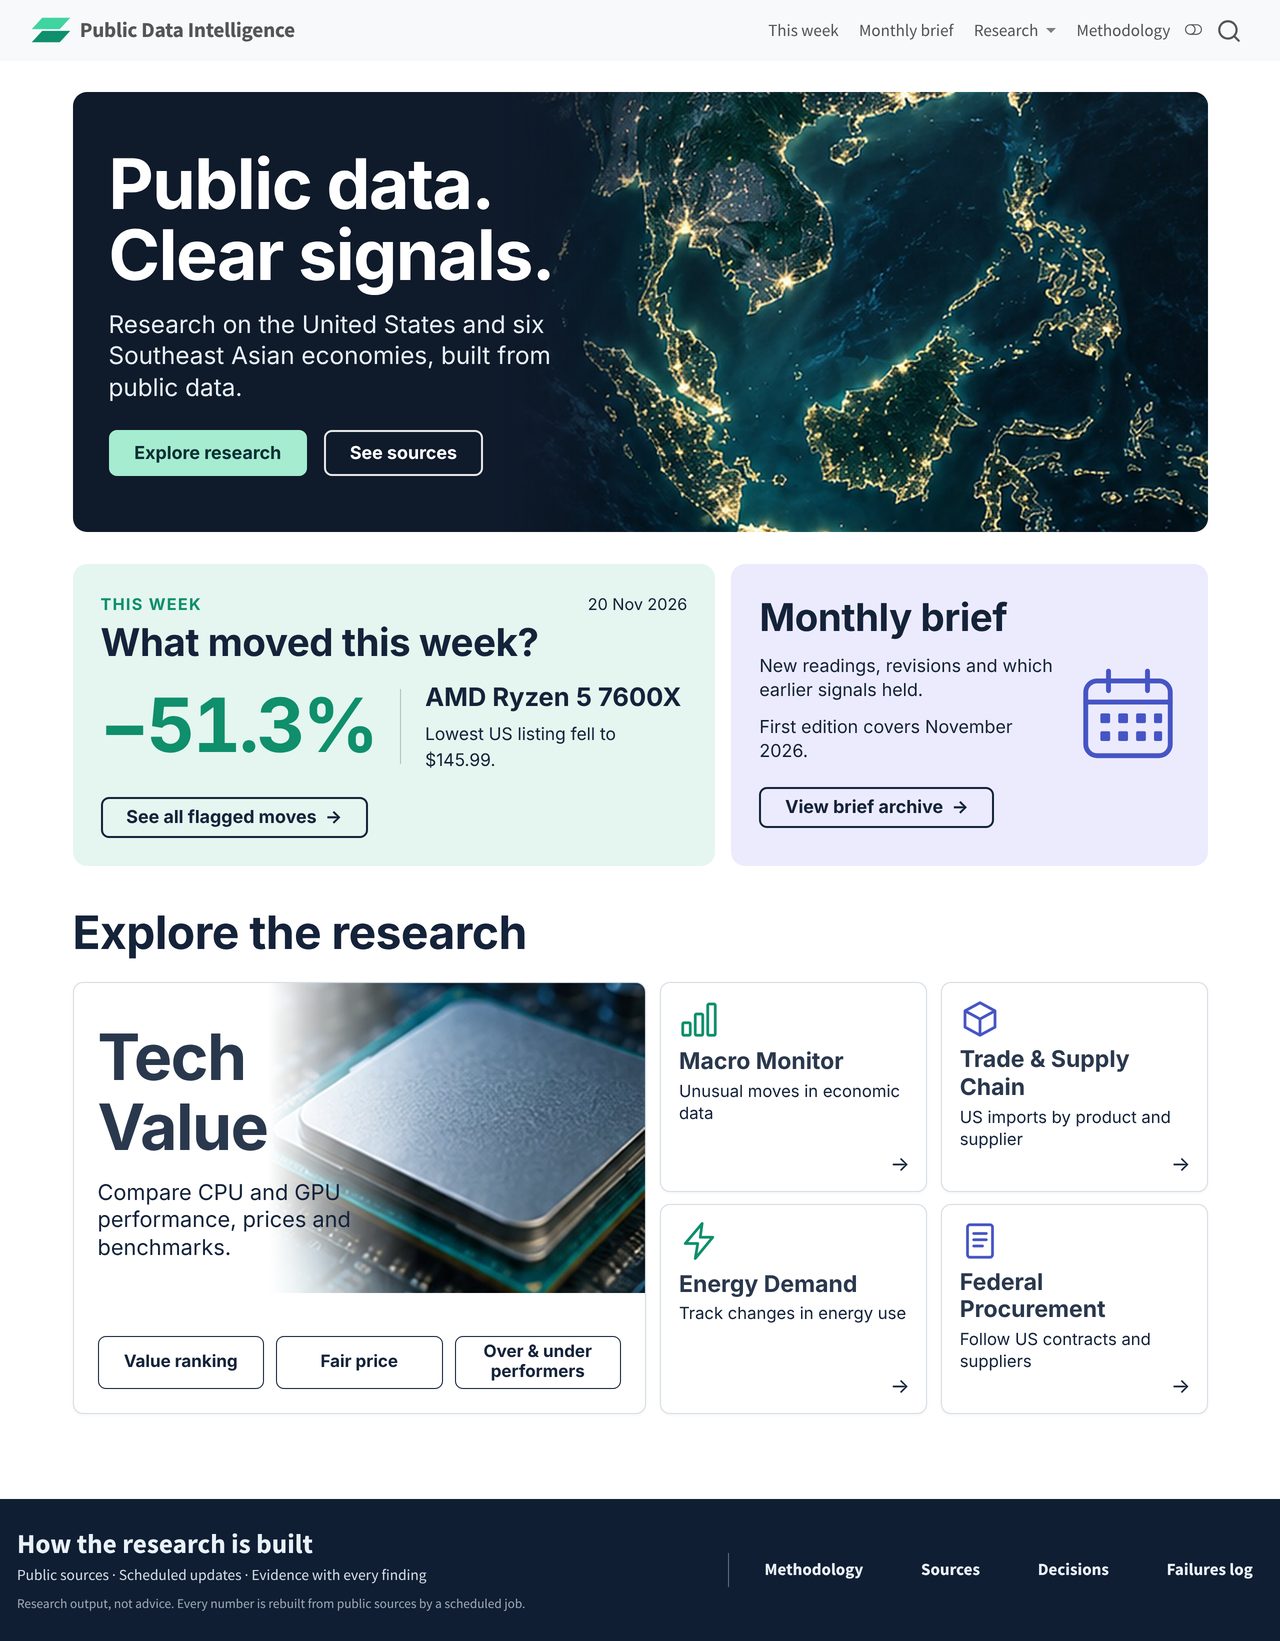 Public Data Intelligence
This week
Monthly brief
Research
Methodology
Public data.
Clear signals.
Research on the United States and six
Southeast Asian economies, built from
public data.
Explore research
See sources
THIS WEEK
20 Nov 2026
What moved this week?
–51.3%
AMD Ryzen 5 7600X
Lowest US listing fell to
$145.99.
See all flagged moves →
Monthly brief
New readings, revisions and which
earlier signals held.
First edition covers November
2026.
View brief archive →
Explore the research
Tech
Value
Compare CPU and GPU
performance, prices and
benchmarks.
Value ranking
Fair price
Over & under
performers
Macro Monitor
Unusual moves in economic
data
→
Trade & Supply
Chain
US imports by product and
supplier
→
Energy Demand
Track changes in energy use
→
Federal
Procurement
Follow US contracts and
suppliers
→
How the research is built
Public sources · Scheduled updates · Evidence with every finding
Research output, not advice. Every number is rebuilt from public sources by a scheduled job.
Methodology
Sources
Decisions
Failures log